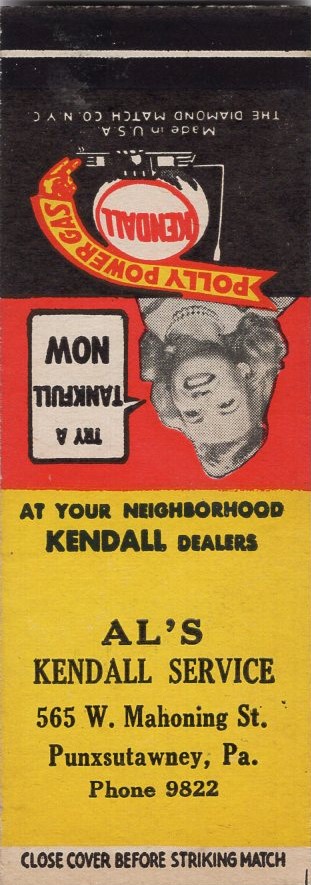 THE DIAMOND MATCH CO. N.Y.C
Made in U.S.A.
KENDALL
POLLY POWER GAS
TRY A
TANKFULL
NOW
AT YOUR NEIGHBORHOOD
KENDALL DEALERS
AL'S
KENDALL SERVICE
565 W. Mahoning St.
Punxsutawney, Pa.
Phone 9822
CLOSE COVER BEFORE STRIKING MATCH